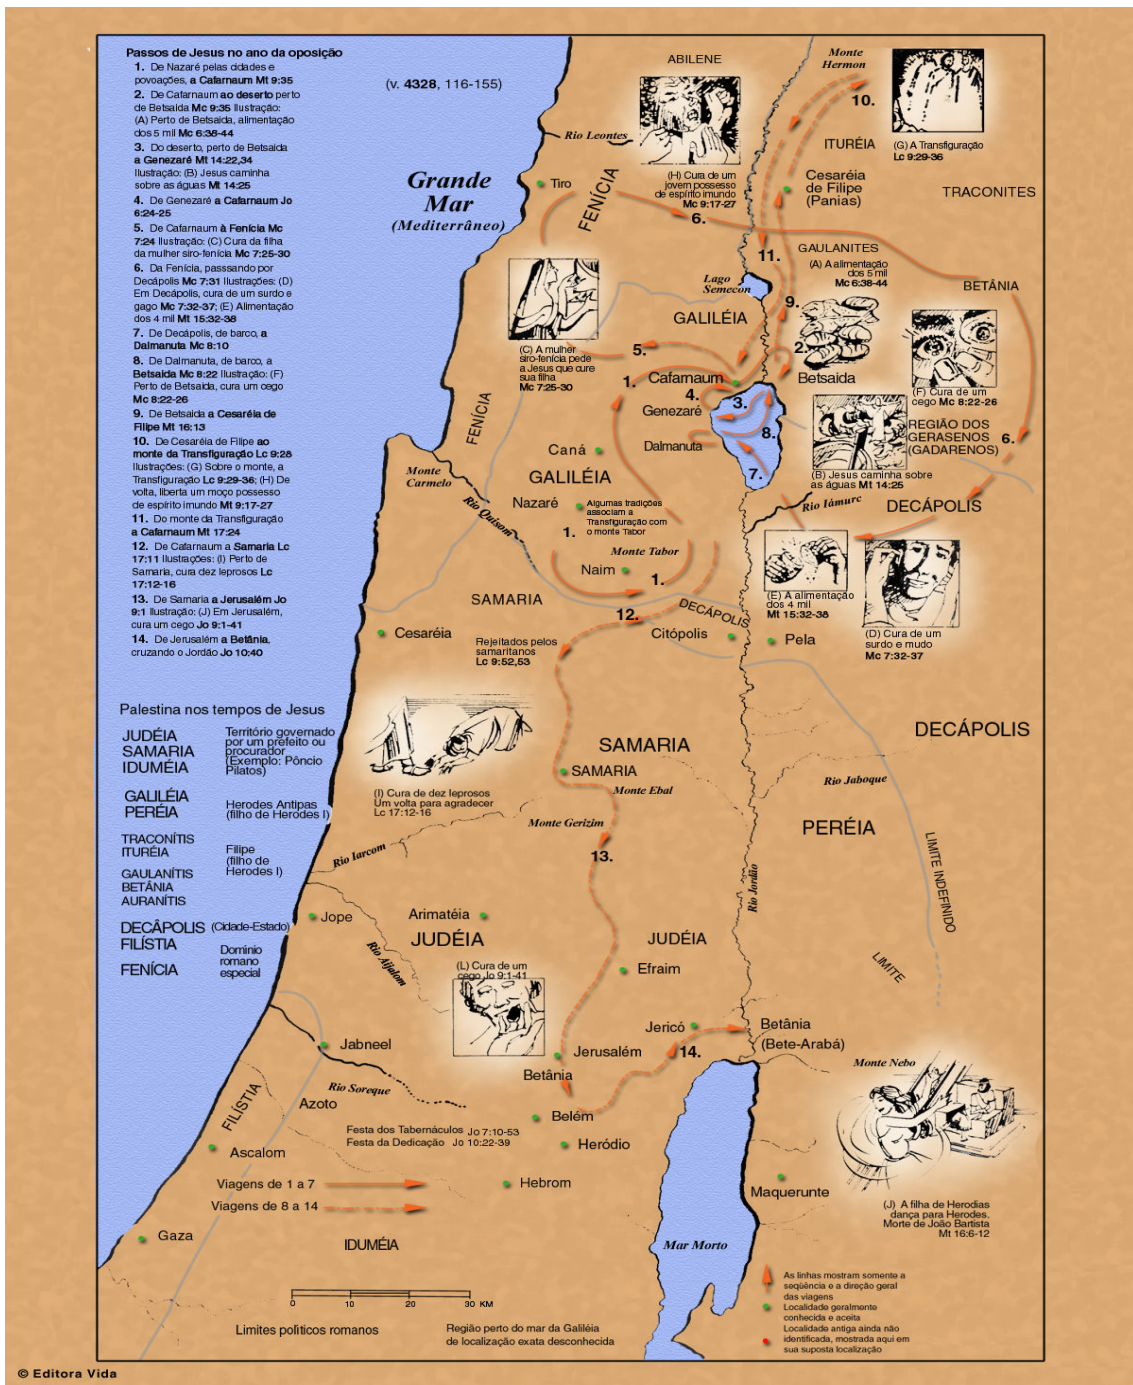 Passos de Jesus no ano da oposição
1. De Nazaré pelas cidades e
povoações, a Cafarnaum Mt 9:35
2. De Cafarnaum ao deserto perto
de Betsaida Mc 9:35 Ilustração:
(A) Perto de Betsaida, alimentação
dos 5 mil Mc 6:38-44
3. Do deserto, perto de Betsaida
a Genezaré Mt 14:22,34
Ilustração: (B) Jesus caminha
sobre as águas Mt 14:25
4. De Genezaré a Cafarnaum Jo
6:24-25
5. De Cafarnaum à Fenícia Mc
7:24 Ilustração: (C) Cura da filha
da mulher siro-fenícia Mc 7:25-30
6. Da Fenícia, passsando por
Decápolis Mc 7:31 Ilustrações: (D)
Em Decápolis, cura de um surdo e
gago Mc 7:32-37; (E) Alimentação
dos 4 mil Mt 15:32-38
7. De Decápolis, de barco, a
Dalmanuta Mc 8:10
8. De Dalmanuta, de barco, a
Betsaida Mc 8:22 Ilustração: (F)
Perto de Betsaida, cura um cego
Mc 8:22-26
9. De Betsaida a Cesaréia de
Filipe Mt 16:13
10. De Cesaréia de Filipe ao
monte da Transfiguração Lc 9:28
Ilustrações: (G) Sobre o monte, a
Transfiguração Lc 9:29-36; (H) De
volta, liberta um moço possesso
de espírito imundo Mt 9:17-27
11. Do monte da Transfiguração
a Cafarnaum Mt 17:24
12. De Cafarnaum a Samaria Lc
17:11 Ilustrações: (I) Perto de
Samaria, cura dez leprosos Lc
17:12-16
13. De Samaria a Jerusalém Jo
9:1 Ilustração: (J) Em Jerusalém,
cura um cego Jo 9:1-41
14. De Jerusalém a Betânia,
cruzando o Jordão Jo 10:40
(v. 4328, 116-155)
Grande
Mar
(Mediterrâneo)
ABILENE
Monte
Hermon
10.
Rio Leontes
ITURÉIA
(G) A Transfiguração
Lc 9:29-36
Tiro
FENÍCIA
(H) Cura de um
jovem possesso
de espírito imundo
Mc 9:17-27
6.
Cesaréia
de Filipe
(Panias)
TRACONITES
11.
GAULANITES
(A) A alimentação
dos 5 mil
Mc 6:38-44
Lago
Semecon
BETÂNIA
9.
GALILÉIA
2.
(C) A mulher
siro-fenícia pede
a Jesus que cure
sua filha
Mc 7:25-30
5.
1.
Cafarnaum
4.
3.
Genezaré
Betsaida
(F) Cura de um
cego Mc 8:22-26
FENÍCIA
Dalmanuta
8.
7.
REGIÃO DOS
GERASENOS
(GADARENOS)
6.
Caná
Monte
Carmelo
GALILÉIA
(B) Jesus caminha sobre
as águas Mt 14:25
Rio Quisom
Nazaré
Algumas tradições
associam a
Transfiguração com
o monte Tabor
1.
Rio Iámurc
DECÁPOLIS
Monte Tabor
Naim
1.
(E) A alimentação
dos 4 mil
Mt 15:32-38
SAMARIA
12.
DECÁPOLIS
Cesaréia
Rejeitados pelos
samaritanos
Lc 9:52,53
Citópolis
Pela
(D) Cura de um
surdo e mudo
Mc 7:32-37
Palestina nos tempos de Jesus
JUDÉIA
SAMARIA
IDUMÉIA
Território governado
por um prefeito ou
procurador
(Exemplo: Pôncio
Pilatos)
GALILÉIA
PERÉIA
Herodes Antipas
(filho de Herodes I)
TRACONÍTIS
ITURÉIA
GAULANÍTIS
BETÂNIA
AURANÍTIS
Filipe
(filho de
Herodes I)
DECÂPOLIS (Cidade-Estado)
FILÍSTIA
FENÍCIA
Domínio
romano
especial
SAMARIA
DECÁPOLIS
SAMARIA
Monte Ebal
Rio Jaboque
(I) Cura de dez leprosos
Um volta para agradecer
Lc 17:12-16
Monte Gerizim
PERÉIA
13.
Rio Iarcom
LIMITE INDEFINIDO
Rio Jordão
Jope
Arimatéia
JUDÉIA
JUDÉIA
Rio Aijalom
LIMITE
(L) Cura de um
cego Jo 9:1-41
Efraim
Jericó
Betânia
(Bete-Arabá)
Jabneel
Jerusalém
14.
Monte Nebo
Betânia
Rio Soreque
FILÍSTIA
Azoto
Belém
Festa dos Tabernáculos Jo 7:10-53
Festa da Dedicação Jo 10:22-39
Heródio
Ascalom
Viagens de 1 a 7
Hebrom
Maquerunte
Viagens de 8 a 14
(J) A filha de Herodias
dança para Herodes.
Morte de João Batista
Mt 16:6-12
Gaza
IDUMÉIA
Mar Morto
0 10 20 30 KM
Limites políticos romanos
Região perto do mar da Galiléia
de localização exata desconhecida
As linhas mostram somente a
seqüência e a direção geral
das viagens
Localidade geralmente
conhecida e aceita
Localidade antiga ainda não
identificada, mostrada aqui em
sua suposta localização
© Editora Vida